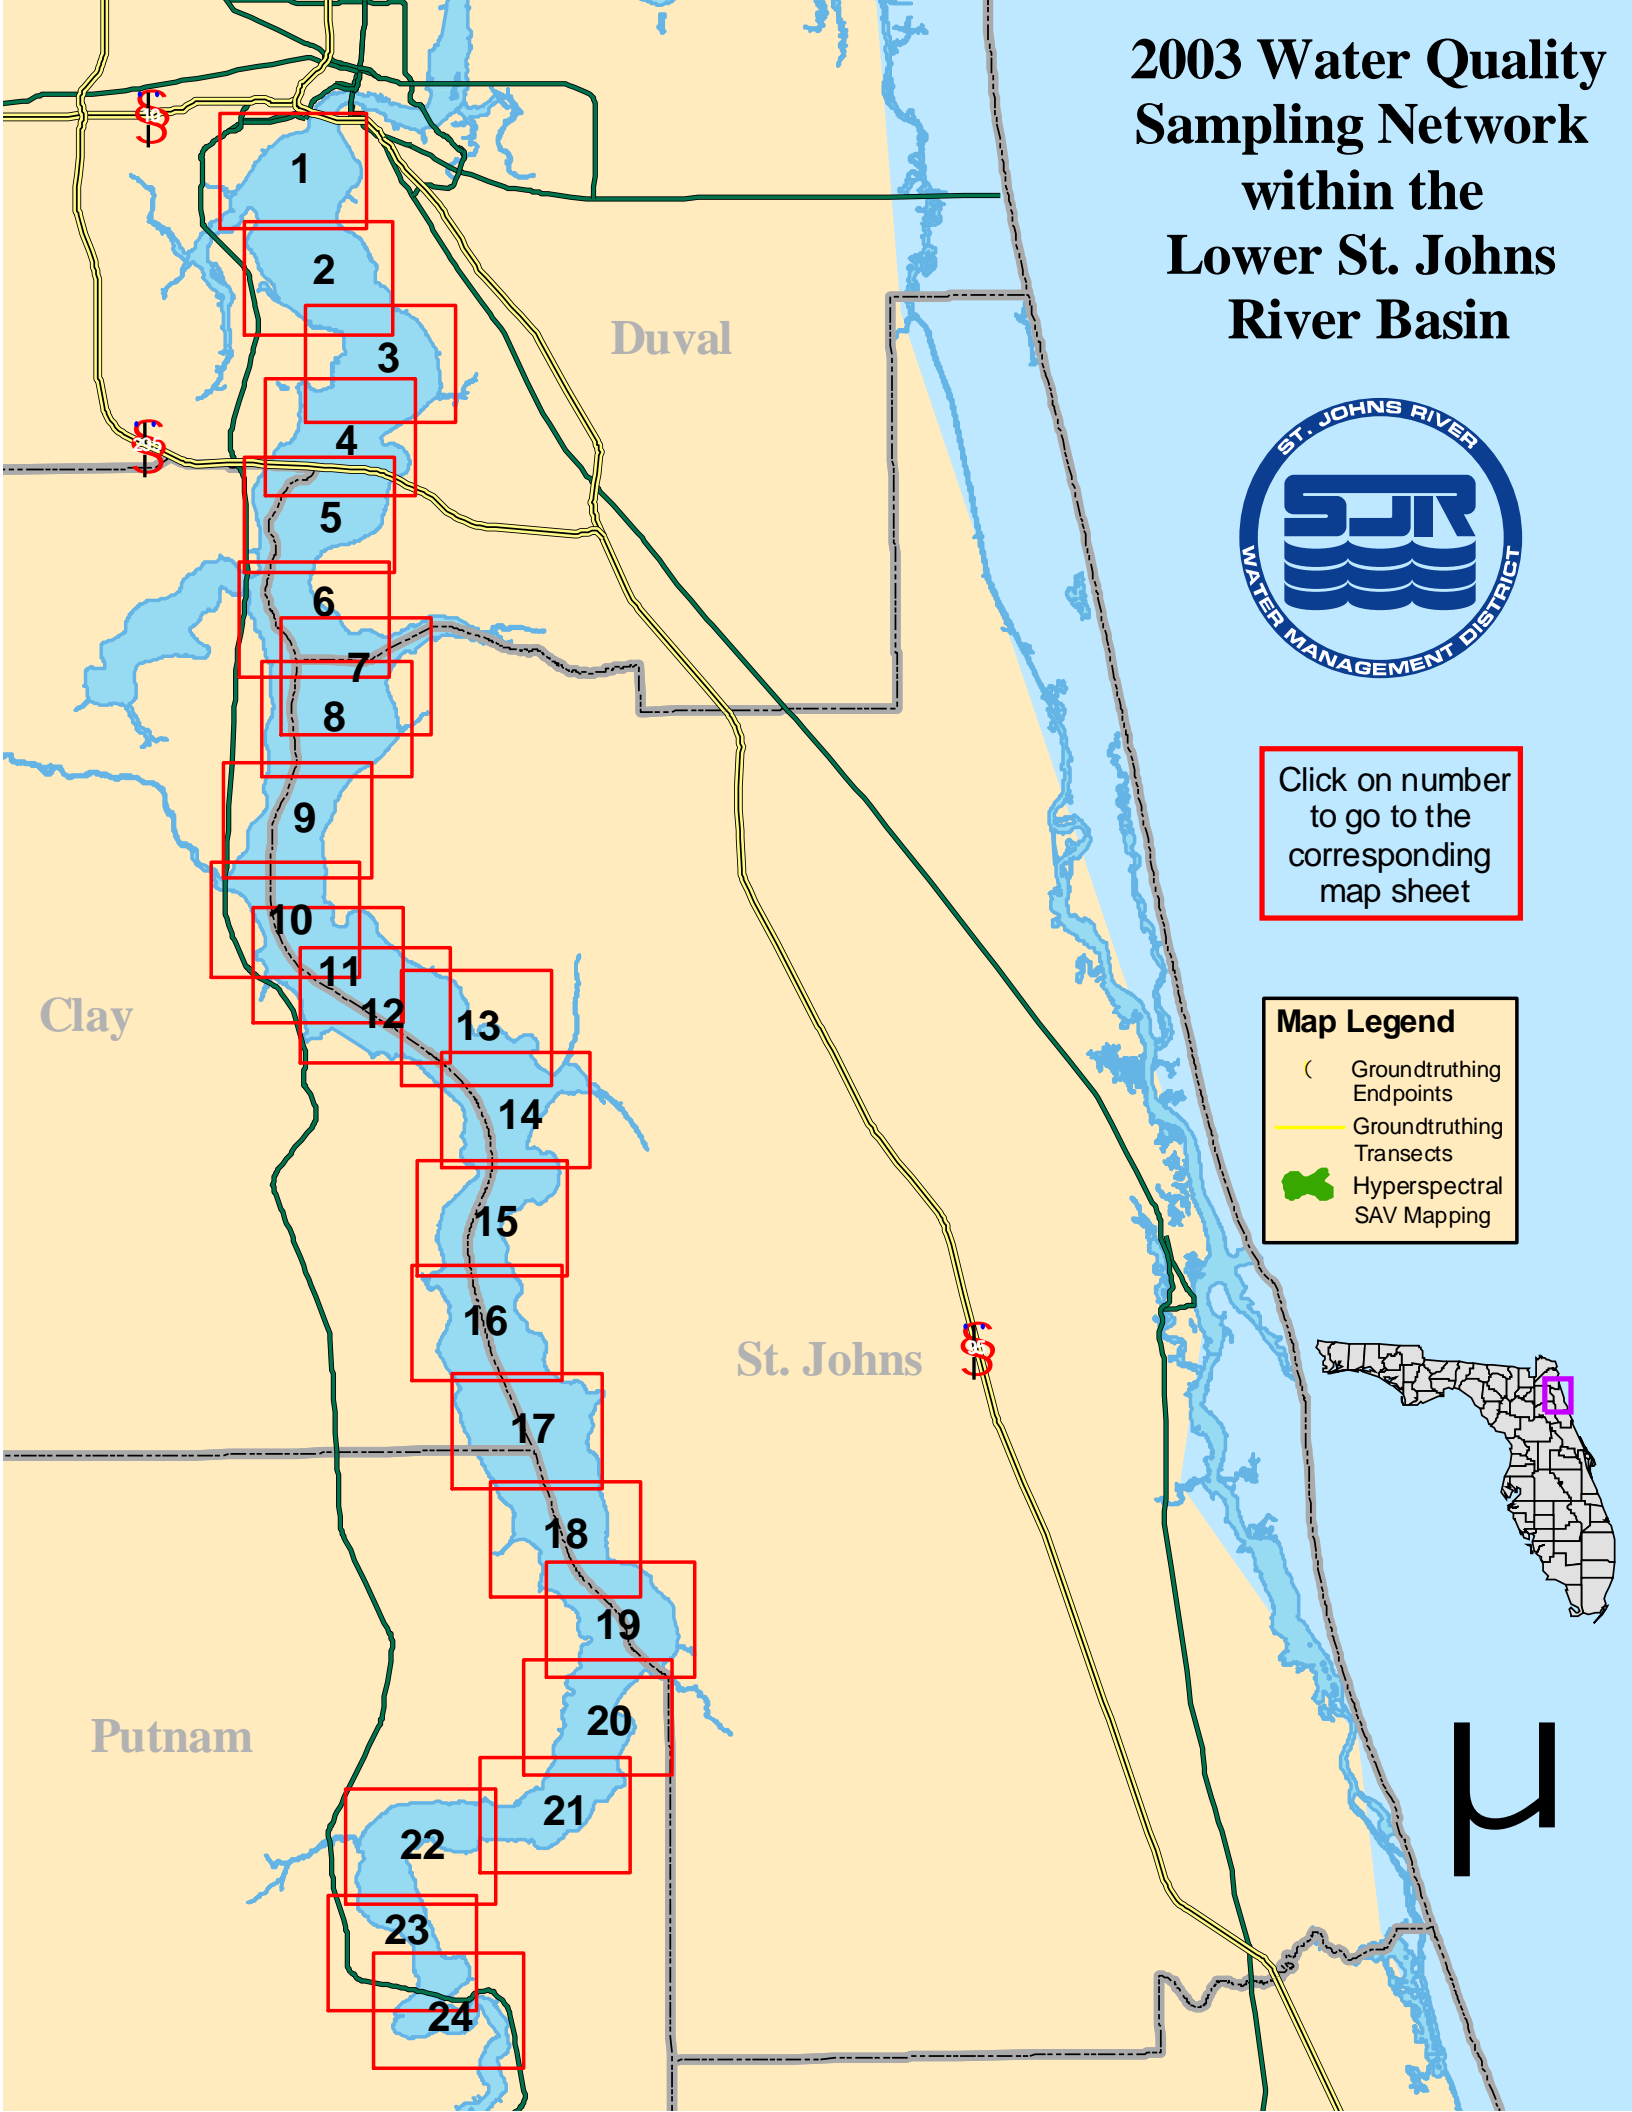 2003 Water Quality
Sampling Network
within the
Lower St. Johns
River Basin
ST. JOHNS RIVER
SJR
WATER MANAGEMENT DISTRICT
Click on number
to go to the
corresponding
map sheet
Map Legend
Groundtruthing
Endpoints
Groundtruthing
Transects
Hyperspectral
SAV Mapping
Duval
Clay
St. Johns
Putnam
1
2
3
4
5
6
7
8
9
10
11
12
13
14
15
16
17
18
19
20
21
22
23
24
§
§
§
µ